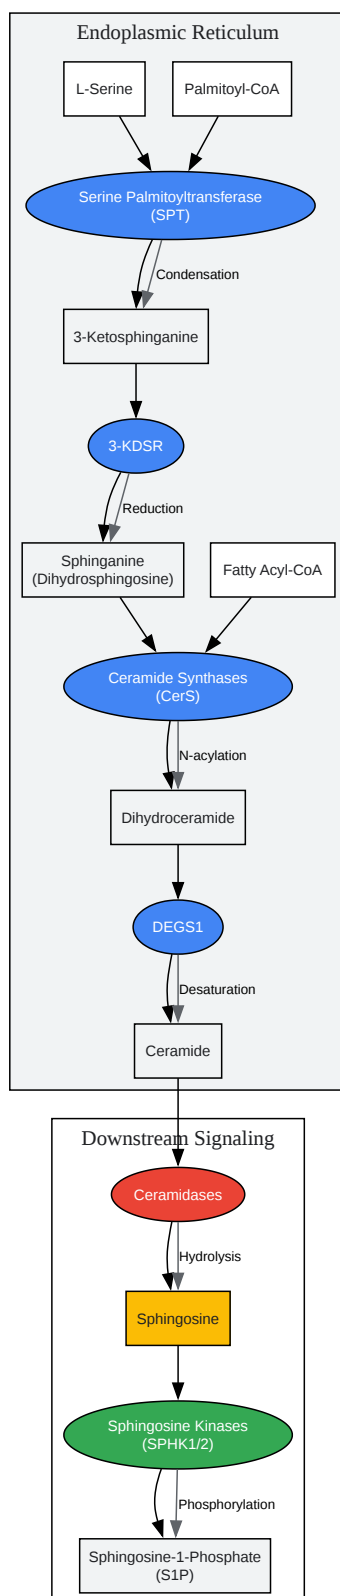 Endoplasmic Reticulum
L-Serine
Palmitoyl-CoA
Serine Palmitoyltransferase
(SPT)
Condensation
3-Ketosphinganine
3-KDSR
Reduction
Sphinganine
(Dihydrosphingosine)
Fatty Acyl-CoA
Ceramide Synthases
(CerS)
N-acylation
Dihydroceramide
DEGS1
Desaturation
Ceramide
Downstream Signaling
Ceramidases
Hydrolysis
Sphingosine
Sphingosine Kinases
(SPHK1/2)
Phosphorylation
Sphingosine-1-Phosphate
(S1P)